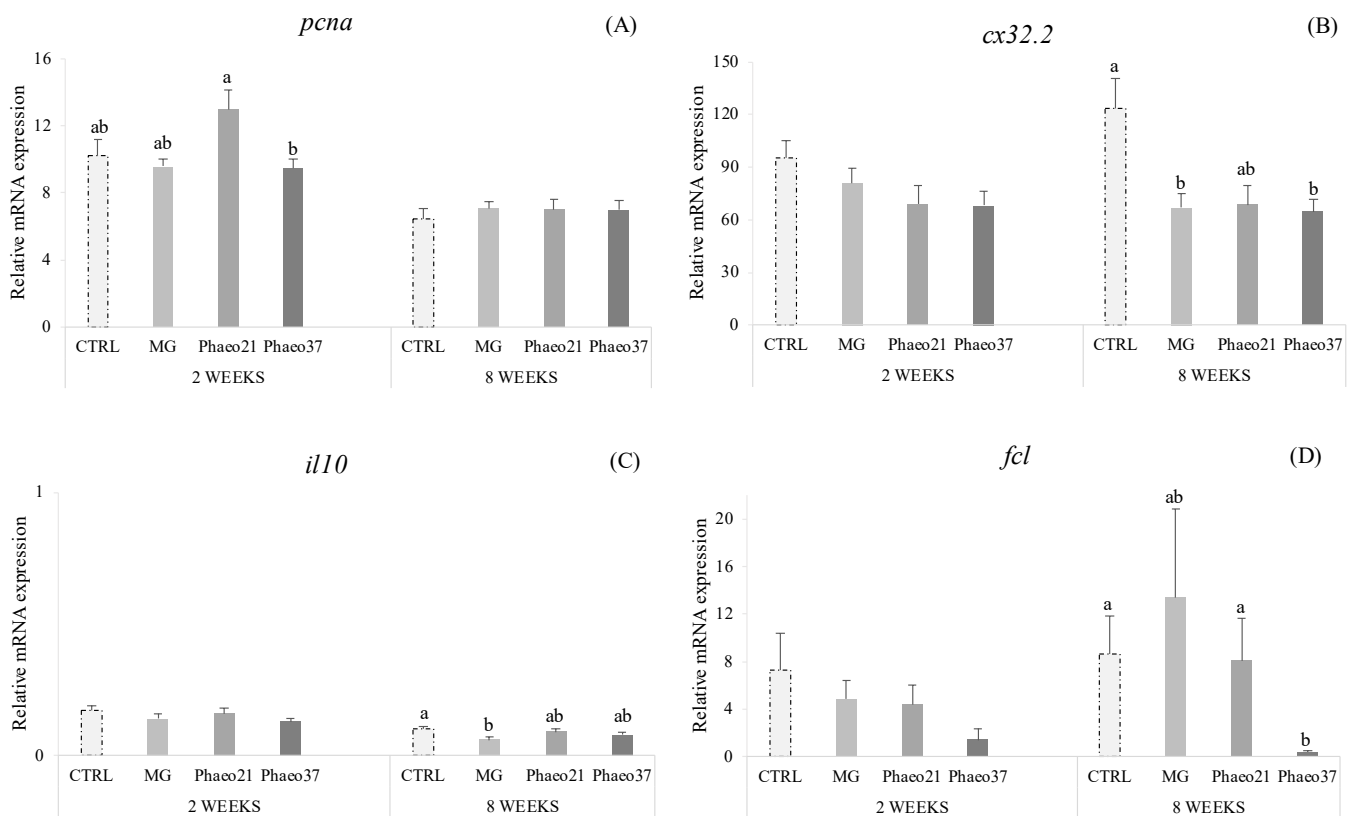 pcna
(A)
Relative mRNA expression
16
12
8
4
0
ab
ab
a
b
CTRL MG Phaeo21 Phaeo37 CTRL MG Phaeo21 Phaeo37
2 WEEKS 8 WEEKS
cx32.2
(B)
Relative mRNA expression
150
120
90
60
30
0
a
b
ab
b
CTRL MG Phaeo21 Phaeo37 CTRL MG Phaeo21 Phaeo37
2 WEEKS 8 WEEKS
il10
(C)
Relative mRNA expression
1
0
a
b
ab
ab
CTRL MG Phaeo21 Phaeo37 CTRL MG Phaeo21 Phaeo37
2 WEEKS 8 WEEKS
fcl
(D)
Relative mRNA expression
20
16
12
8
4
0
a
ab
a
b
CTRL MG Phaeo21 Phaeo37 CTRL MG Phaeo21 Phaeo37
2 WEEKS 8 WEEKS